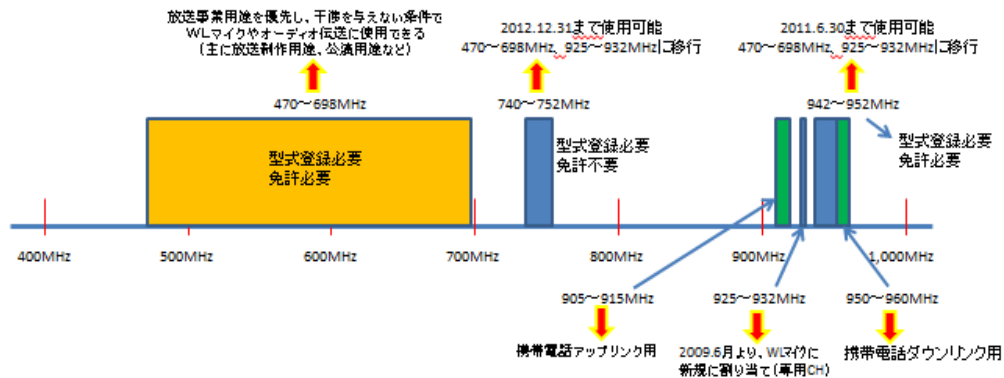 放送事業用途を優先し、干渉を与えない条件で
WLマイクやオーディオ伝送に使用できる
(主に放送制作用途、公演用途など)
2012.12.31まで使用可能
470～698MHz、925～932MHzに移行
2011.6.30まで使用可能
470～698MHz、925～932MHzに移行
470～698MHz
740～752MHz
942～952MHz
型式登録必要
免許必要
型式登録必要
免許不要
型式登録必要
免許必要
400MHz
500MHz
600MHz
700MHz
800MHz
900MHz
1,000MHz
905～915MHz
925～932MHz
950～960MHz
携帯電話アップリンク用
2009.6月より、WLマイクに
新規に割り当て(専用CH)
携帯電話ダウンリンク用